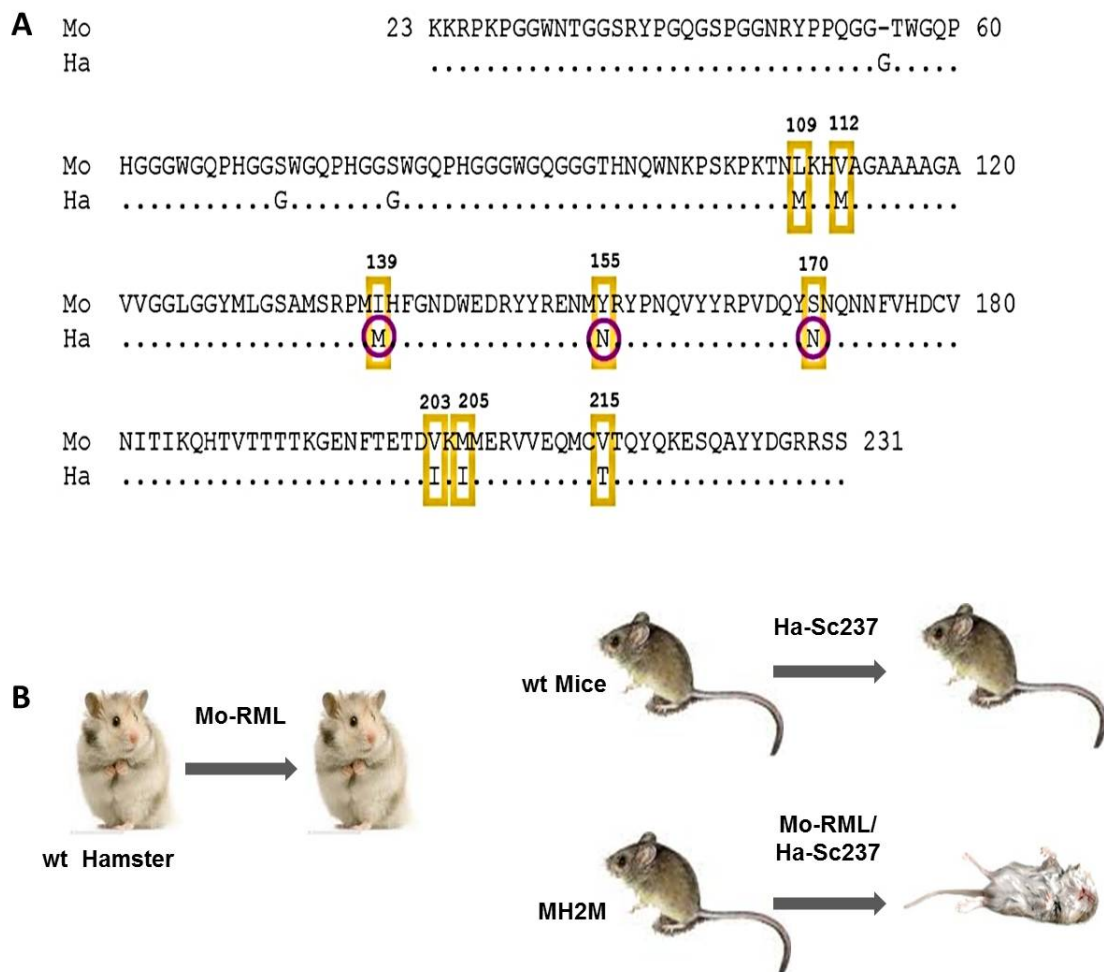 A
Mo 23 KKRPKPGGWNTGGSRYPGQGSPGGNRYPPQGG-TWGQP 60
Ha ................................G.....
109 112
Mo HGGGWGQPHGGSWGQPHGGSWGQPHGGGWGQGGGTHNQWNKPSKPKTNLKHVAGAAAAGA 120
Ha ...........G.......G............................M..M........
139 155 170
Mo VVGGLGGYMLGSAMSRPMIHFGNDWEDRYYRENMYRYPNQVYYRPVDQYSNQNNFVHDCV 180
Ha ..................M...............N..............N..........
203 205 215
Mo NITIKQHTVTTTTKGENFTETDVKMMERVVEQMCVTQYQKESQAYYDGRRSS 231
Ha ......................I.I.........T.................
B
Mo-RML
wt Hamster
wt Mice
Ha-Sc237
MH2M
Mo-RML/
Ha-Sc237